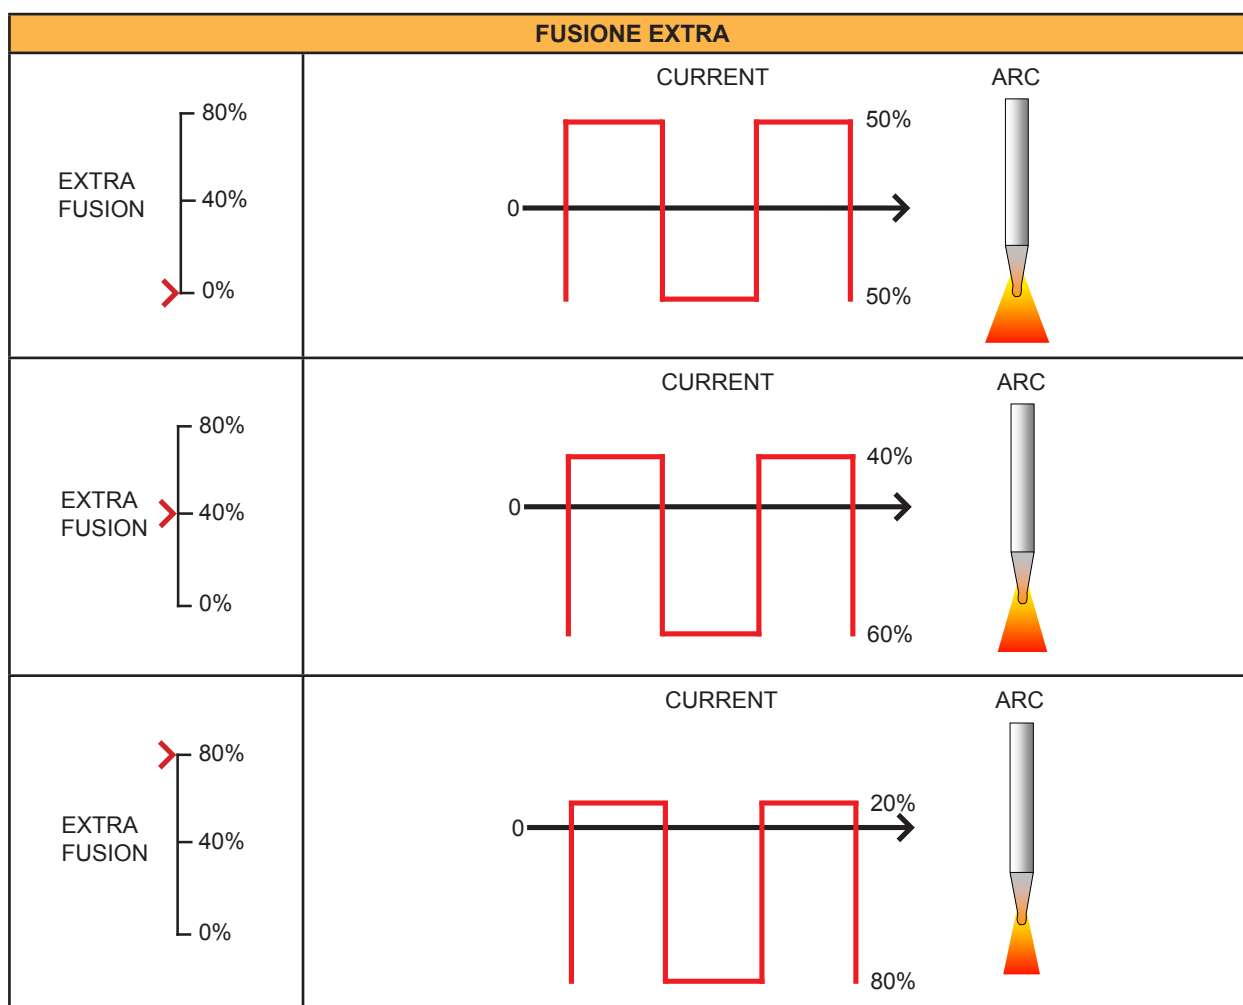 FUSIONE EXTRA
EXTRA
FUSION
80%
40%
0%
CURRENT
0
50%
50%
ARC
EXTRA
FUSION
80%
40%
0%
CURRENT
0
40%
60%
ARC
EXTRA
FUSION
80%
40%
0%
CURRENT
0
20%
80%
ARC